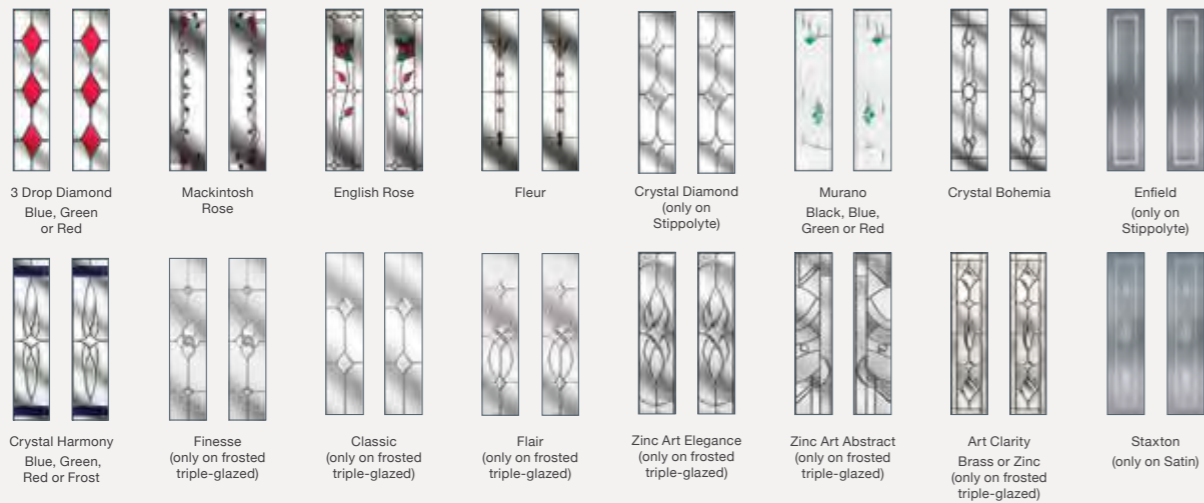 3 Drop Diamond
Blue, Green
or Red
Mackintosh
Rose
English Rose
Fleur
Crystal Diamond
(only on
Stippolyte)
Murano
Black, Blue,
Green or Red
Crystal Bohemia
Enfield
(only on
Stippolyte)
Crystal Harmony
Blue, Green,
Red or Frost
Finesse
(only on frosted
triple-glazed)
Classic
(only on frosted
triple-glazed)
Flair
(only on frosted
triple-glazed)
Zinc Art Elegance
(only on frosted
triple-glazed)
Zinc Art Abstract
(only on frosted
triple-glazed)
Art Clarity
Brass or Zinc
(only on frosted
triple-glazed)
Staxton
(only on Satin)